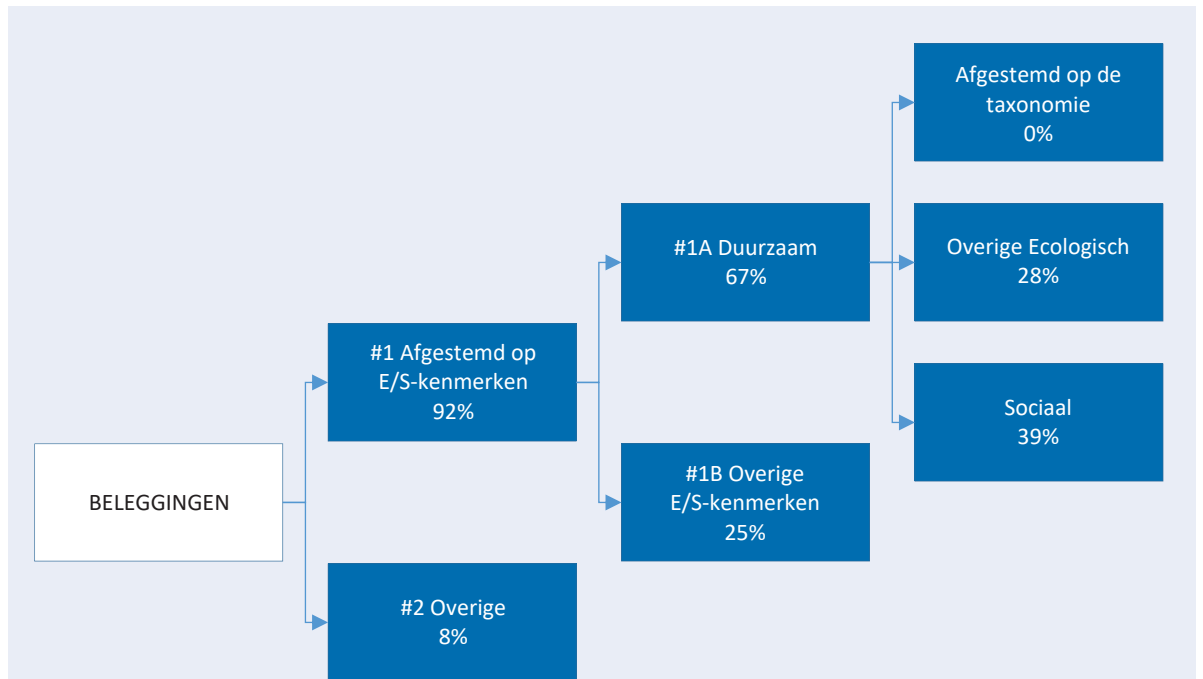 Afgestemd op de
taxonomie
0%
#1A Duurzaam
67%
Overige Ecologisch
28%
#1 Afgestemd op
E/S-kenmerken
92%
Sociaal
39%
BELEGGINGEN
#1B Overige
E/S-kenmerken
25%
#2 Overige
8%